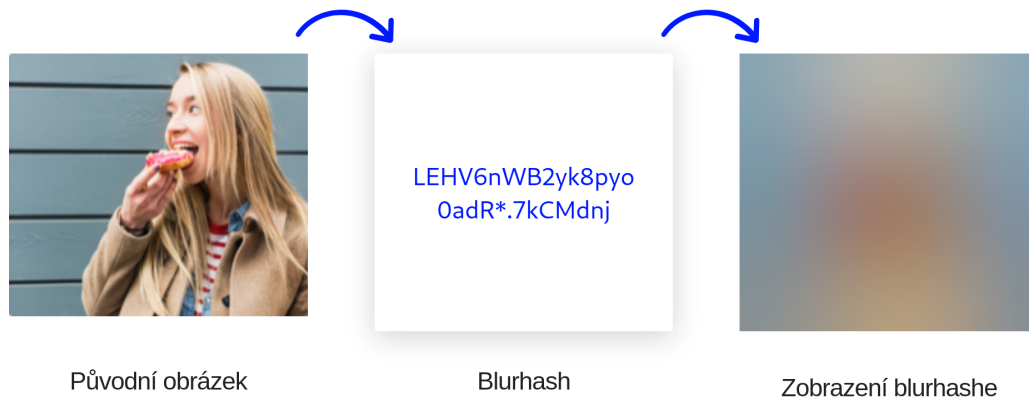 LEHV6nWB2yk8pyo
0adR*.7kCMdnj
Původní obrázek
Blurhash
Zobrazení blurhashe